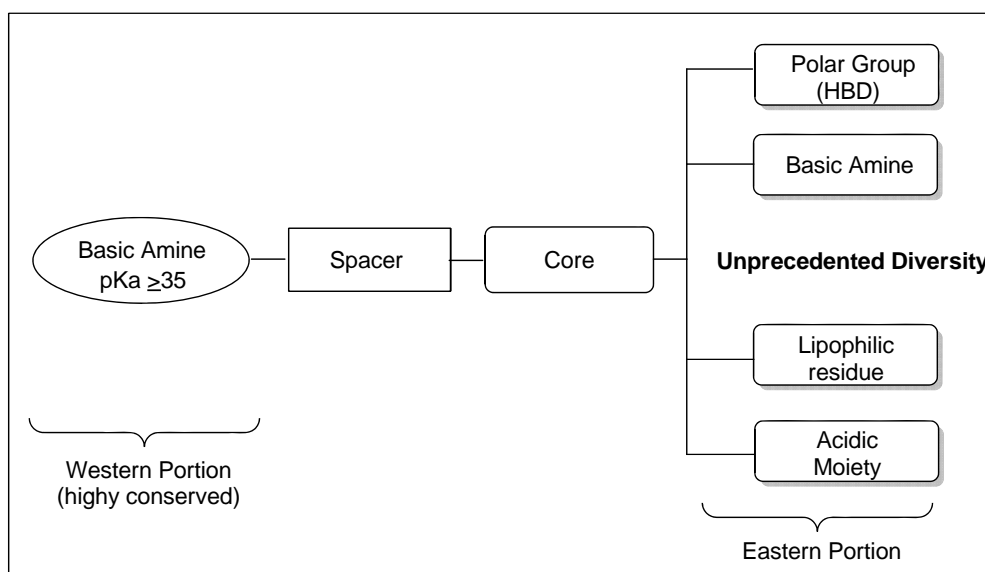 Polar Group
(HBD)
Basic Amine
Basic Amine
pKa ≥35
Spacer
Core
Unprecedented Diversity
Lipophilic
residue
Acidic
Moiety
Western Portion
(highy conserved)
Eastern Portion